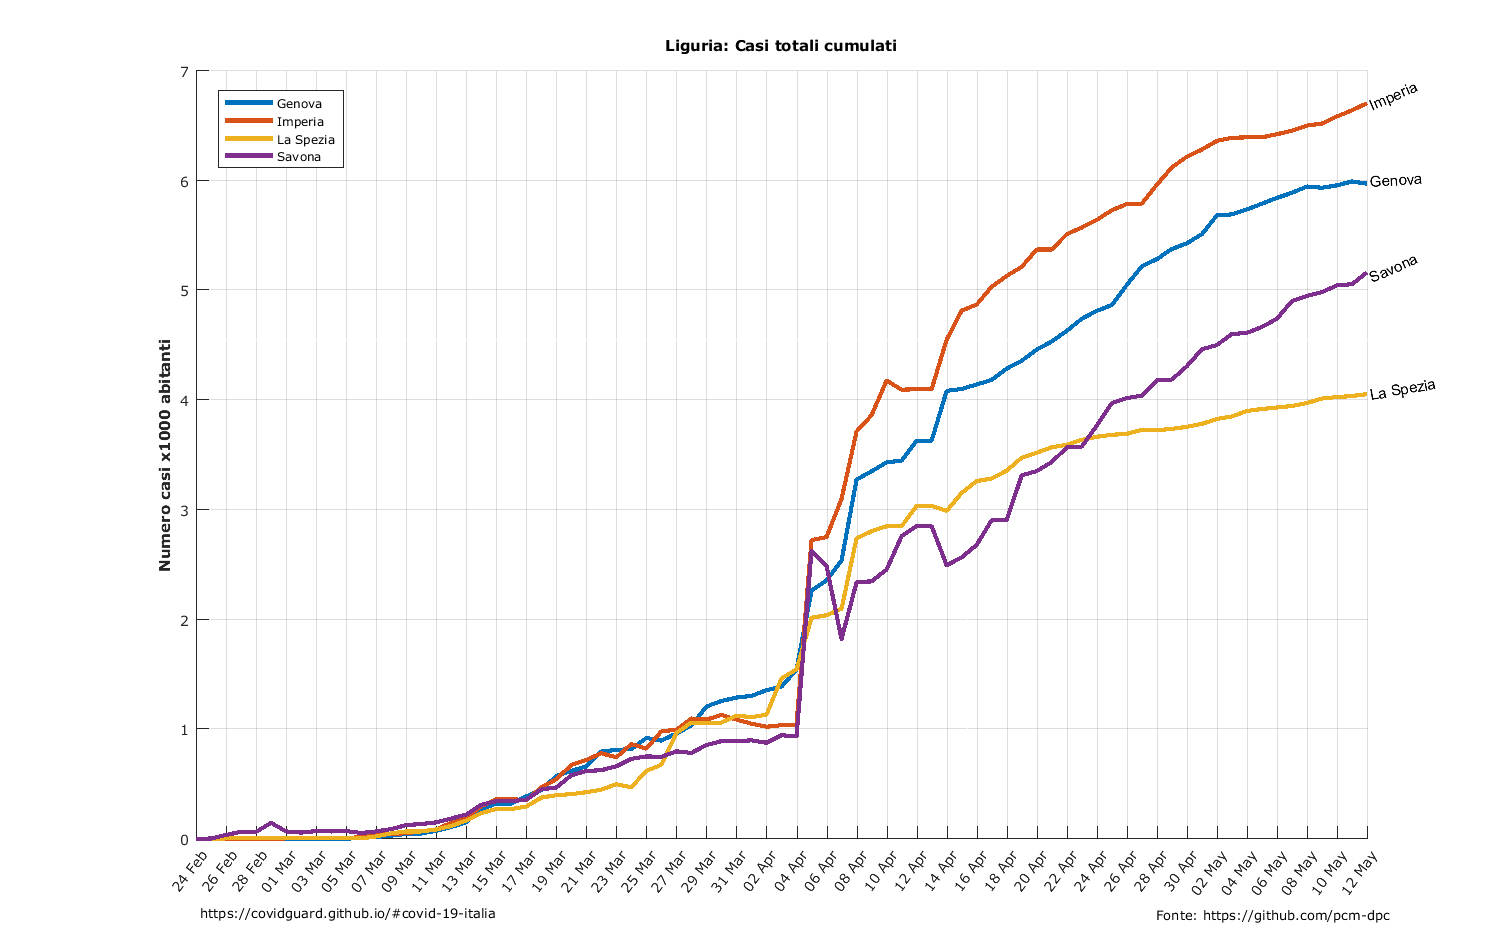 Liguria: Casi totali cumulati
7
6
5
4
3
2
1
0
Numero casi x1000 abitanti
Genova
Imperia
La Spezia
Savona
Imperia
Genova
Savona
La Spezia
24 Feb
26 Feb
28 Feb
01 Mar
03 Mar
05 Mar
07 Mar
09 Mar
11 Mar
13 Mar
15 Mar
17 Mar
19 Mar
21 Mar
23 Mar
25 Mar
27 Mar
29 Mar
31 Mar
02 Apr
04 Apr
06 Apr
08 Apr
10 Apr
12 Apr
14 Apr
16 Apr
18 Apr
20 Apr
22 Apr
24 Apr
26 Apr
28 Apr
30 Apr
02 May
04 May
06 May
08 May
10 May
12 May
https://covidguard.github.io/#covid-19-italia
Fonte: https://github.com/pcm-dpc